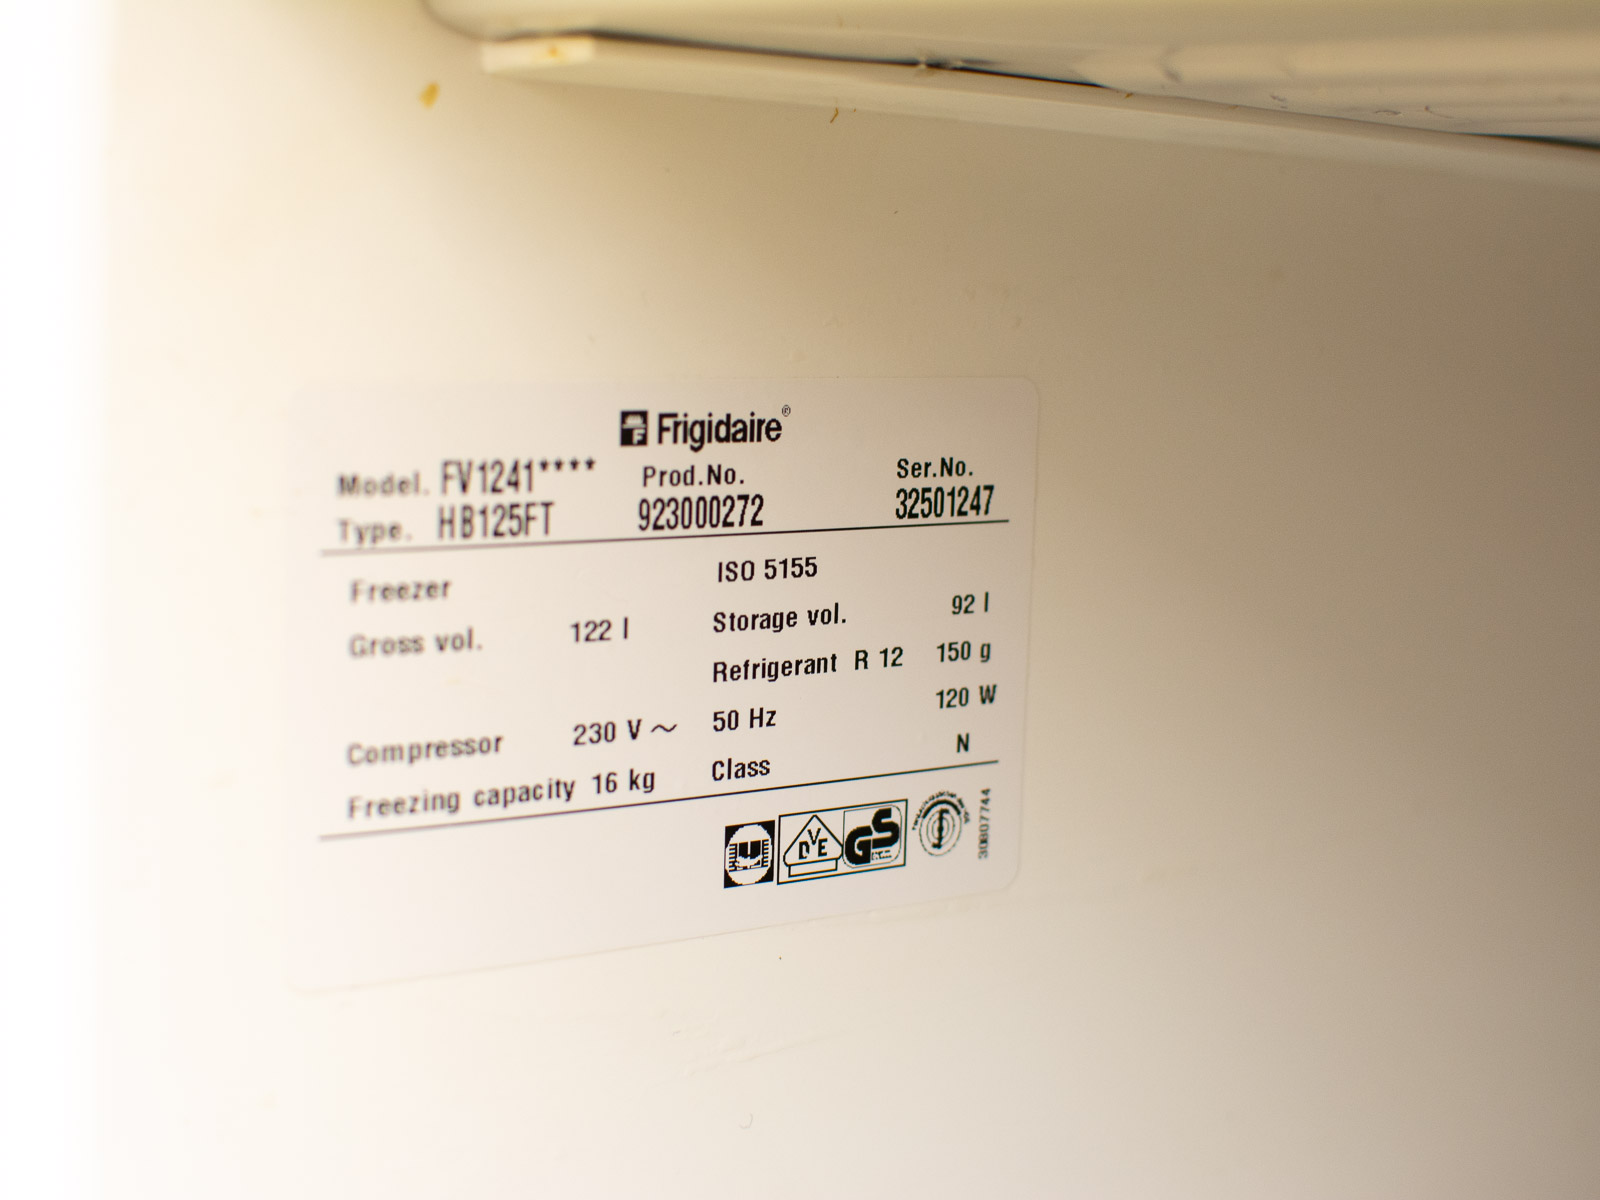 Frigidaire®
Model. FV1241**** Prod.No. Ser.No.
Type. HB125FT 923000272 32501247
Freezer ISO 5155
Gross vol. 122 l Storage vol. 92 l
Refrigerant R 12 150 g
Compressor 230 V ~ 50 Hz 120 W
Freezing capacity 16 kg Class N
DVE GS
30807744